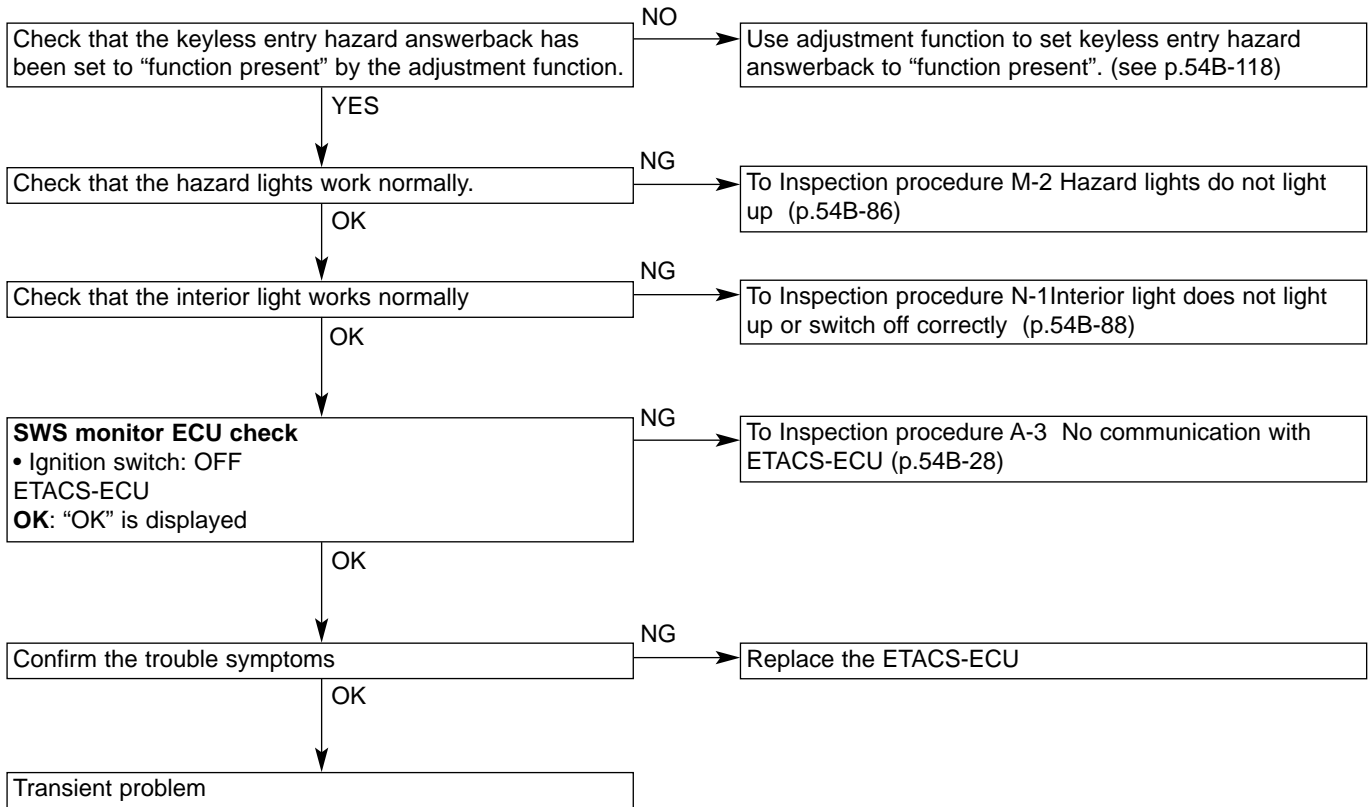 Check that the keyless entry hazard answerback has
been set to “function present” by the adjustment function.
NO
Use adjustment function to set keyless entry hazard
answerback to “function present”. (see p.54B-118)
YES
Check that the hazard lights work normally.
NG
To Inspection procedure M-2 Hazard lights do not light
up (p.54B-86)
OK
Check that the interior light works normally
NG
To Inspection procedure N-1Interior light does not light
up or switch off correctly (p.54B-88)
OK
SWS monitor ECU check
• Ignition switch: OFF
ETACS-ECU
OK: “OK” is displayed
NG
To Inspection procedure A-3 No communication with
ETACS-ECU (p.54B-28)
OK
Confirm the trouble symptoms
NG
Replace the ETACS-ECU
OK
Transient problem